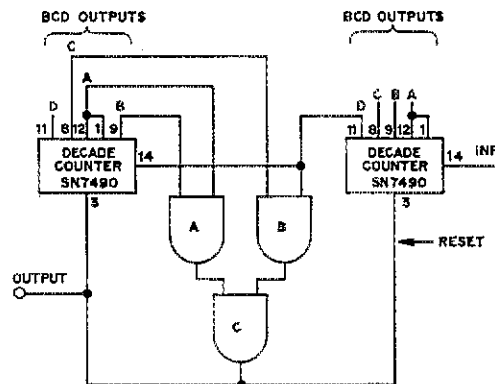 BCD OUTPUTS
BCD OUTPUTS
C
A
D
B
11
8
12
1
9
DECADE
COUNTER
SN7490
14
3
D
C
B
A
11
8
9
12
1
DECADE
COUNTER
SN7490
14
INP
3
A
B
RESET
OUTPUT
C